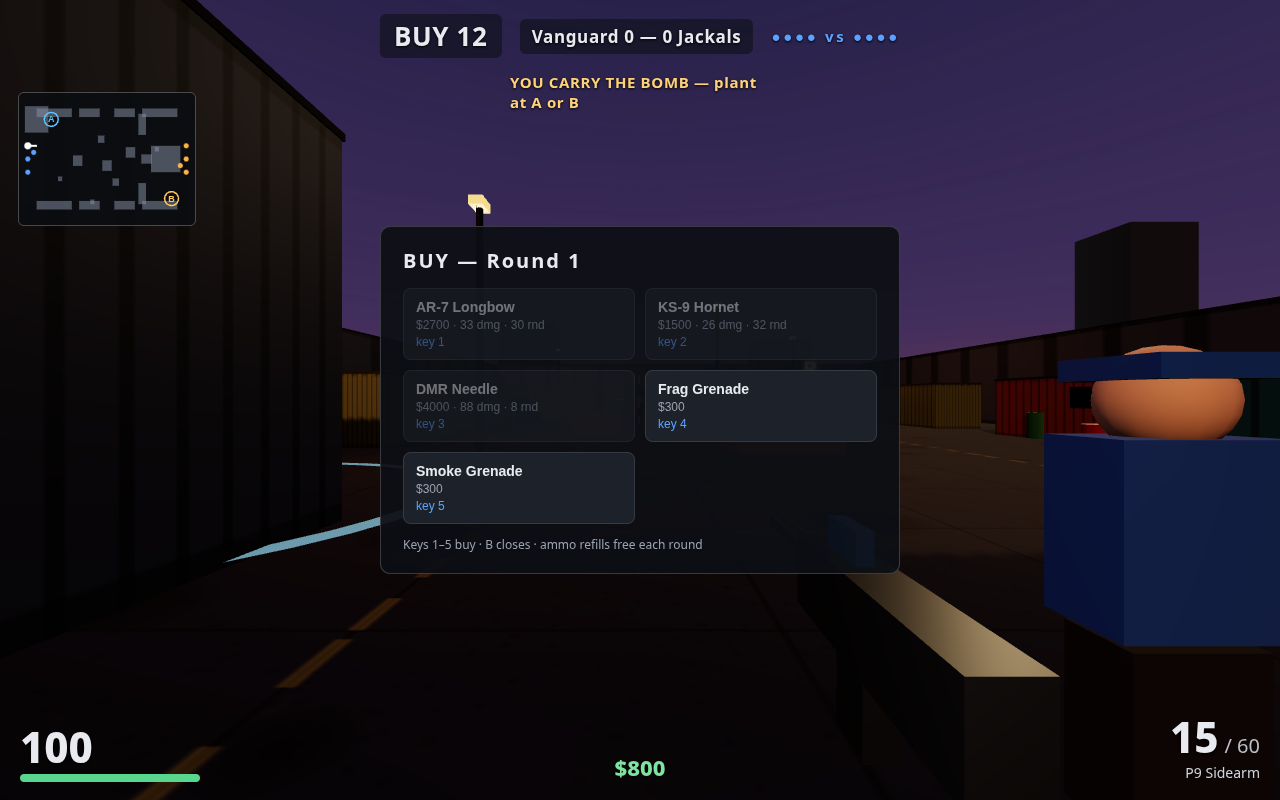 BUY 12
Vanguard 0 — 0 Jackals
●●●● vs ●●●●
YOU CARRY THE BOMB — plant
at A or B
A
B
BUY — Round 1
AR-7 Longbow
$2700 · 33 dmg · 30 rnd
key 1
KS-9 Hornet
$1500 · 26 dmg · 32 rnd
key 2
DMR Needle
$4000 · 88 dmg · 8 rnd
key 3
Frag Grenade
$300
key 4
Smoke Grenade
$300
key 5
Keys 1–5 buy · B closes · ammo refills free each round
100
$800
15 / 60
P9 Sidearm